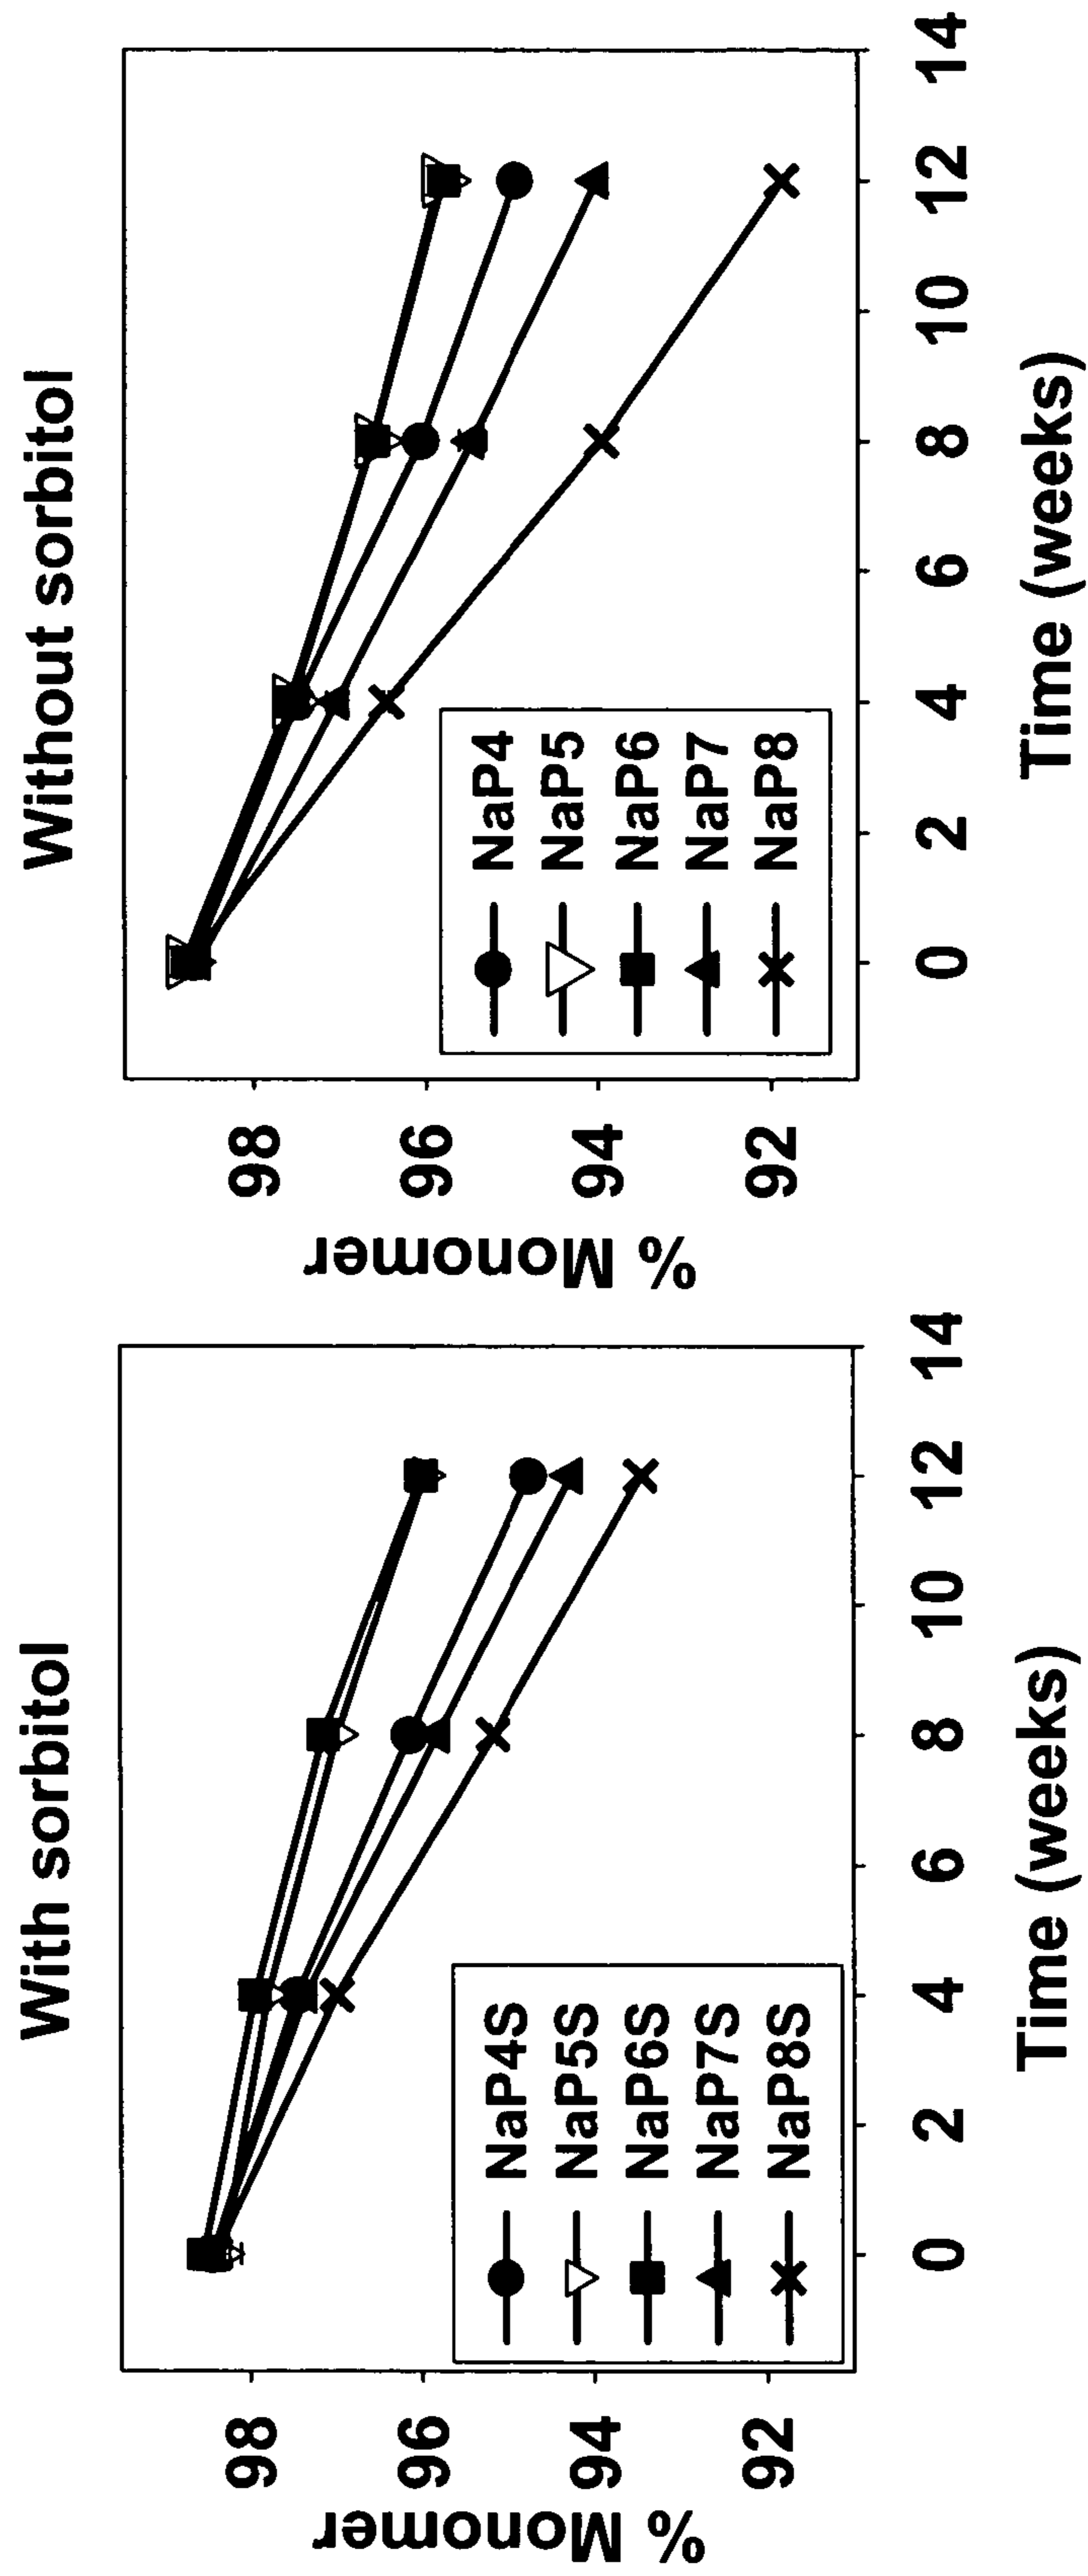 With sorbitol
% Monomer
98
96
94
92
NaP4S
NaP5S
NaP6S
NaP7S
NaP8S
0 2 4 6 8 10 12 14
Time (weeks)
Without sorbitol
% Monomer
98
96
94
92
NaP4
NaP5
NaP6
NaP7
NaP8
0 2 4 6 8 10 12 14
Time (weeks)